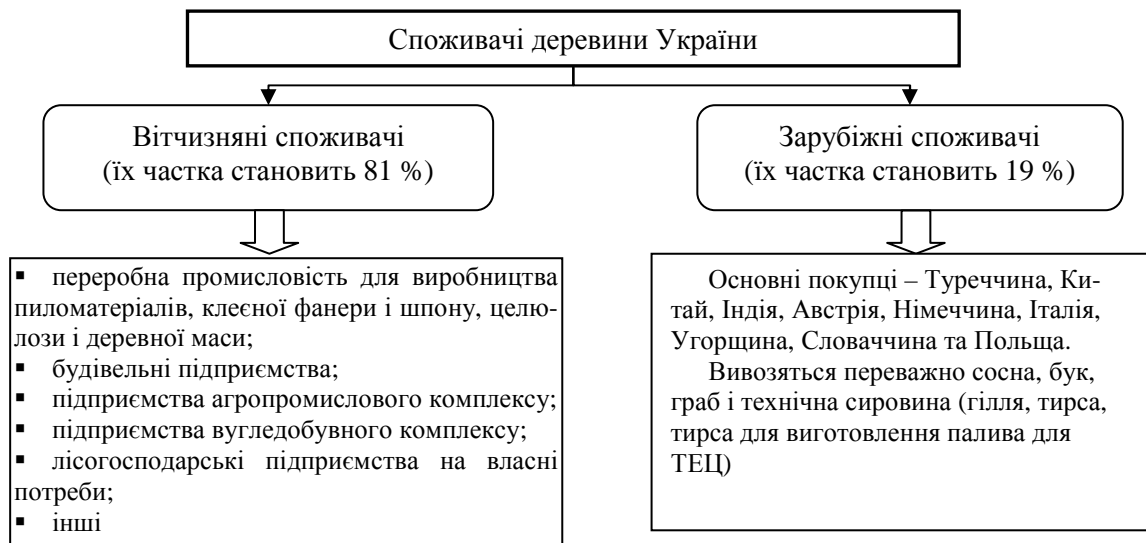 Споживачі деревини України
Вітчизняні споживачі
(їх частка становить 81 %)
Зарубіжні споживачі
(їх частка становить 19 %)
▪ переробна промисловість для виробництва
пиломатеріалів, клеєної фанери і шпону, целю-
лози і деревної маси;
▪ будівельні підприємства;
▪ підприємства агропромислового комплексу;
▪ підприємства вугледобувного комплексу;
▪ лісогосподарські підприємства на власні
потреби;
▪ інші
Основні покупці – Туреччина, Ки-
тай, Індія, Австрія, Німеччина, Італія,
Угорщина, Словаччина та Польща.
Вивозяться переважно сосна, бук,
граб і технічна сировина (гілля, тирса,
тирса для виготовлення палива для
ТЕЦ)